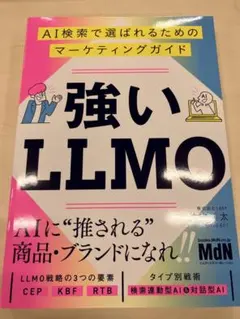 AI検索で選ばれるための
マーケティングガイド
強い
LLMO
AIに“推される”
商品・ブランドになれ!!
MdN
LLMO戦略の3つの要素
CEP KBF RTB
タイプ別戦術
検索連動型AI&対話型AI